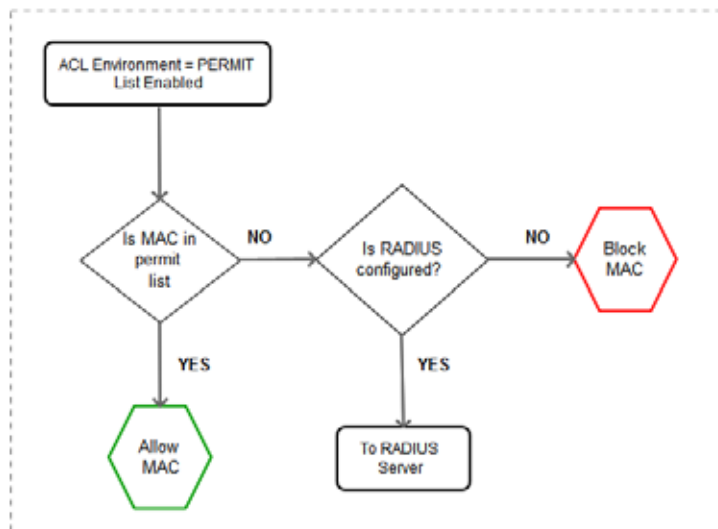 ACL Environment = PERMIT
List Enabled
Is MAC in
permit
list
NO
Is RADIUS
configured?
NO
Block
MAC
YES
YES
Allow
MAC
To RADIUS
Server